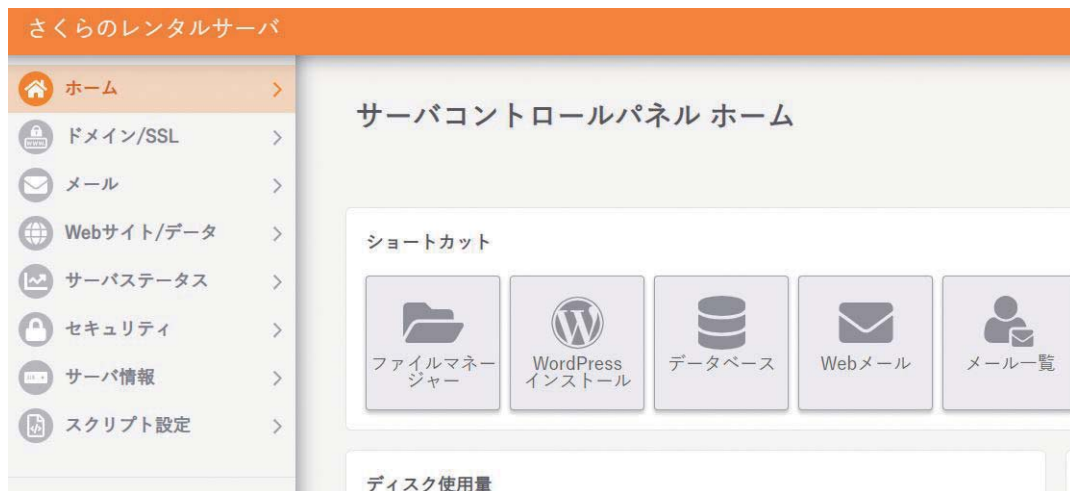 さくらのレンタルサーバ
ホーム
ドメイン/SSL
メール
Webサイト/データ
サーバステータス
セキュリティ
サーバ情報
スクリプト設定
サーバコントロールパネル ホーム
ショートカット
ファイルマネー
ジャー
WordPress
インストール
データベース
Webメール
メール一覧
ディスク使用量